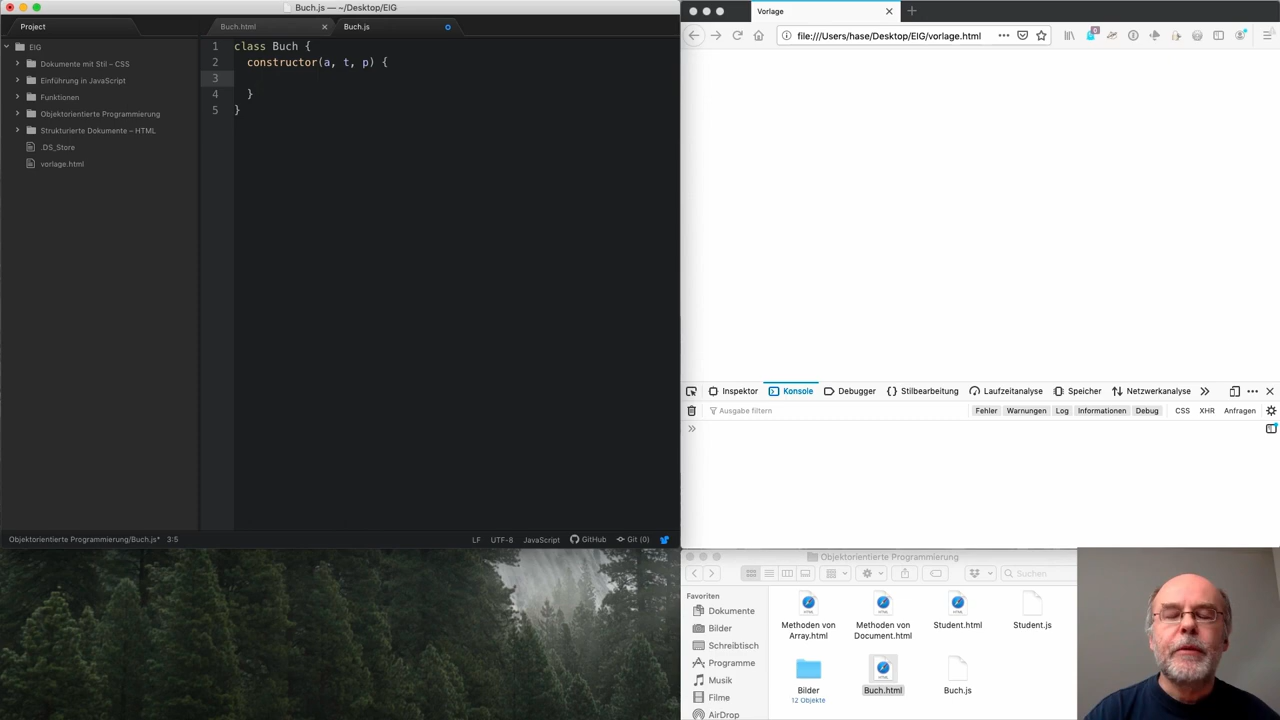 Buch.js — ~/Desktop/EIG
Project
Buch.html
Buch.js
EIG
Dokumente mit Stil – CSS
Einführung in JavaScript
Funktionen
Objektorientierte Programmierung
Strukturierte Dokumente – HTML
.DS_Store
vorlage.html
1 class Buch {
2 constructor(a, t, p) {
3
4 }
5 }
Objektorientierte Programmierung/Buch.js* 3:5
LF UTF-8 JavaScript GitHub Git (0)
Vorlage
file:///Users/hase/Desktop/EIG/vorlage.html
0
Inspektor Konsole Debugger Stilbearbeitung Laufzeitanalyse Speicher Netzwerkanalyse
Ausgabe filtern
Fehler Warnungen Log Informationen Debug CSS XHR Anfragen
Objektorientierte Programmierung
Suchen
Favoriten
Dokumente
Bilder
Schreibtisch
Programme
Musik
Filme
AirDrop
Methoden von
Array.html
Methoden von
Document.html
Student.html
Student.js
Bilder
12 Objekte
HTML
Buch.html
Buch.js